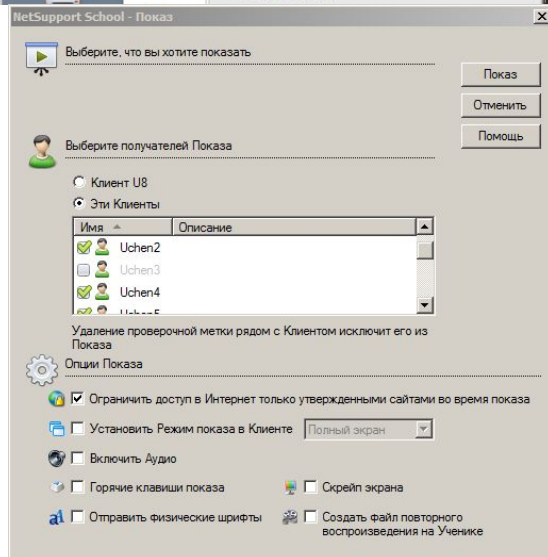 NetSupport School - Показ
Выберите, что вы хотите показать
Показ
Отменить
Помощь
Выберите получателей Показа
Клиент U8
Эти Клиенты
Имя Описание
Uchen2
Uchen3
Uchen4
Uchen5
Удаление проверочной метки рядом с Клиентом исключит его из
Показа
Опции Показа
Ограничить доступ в Интернет только утвержденными сайтами во время показа
Установить Режим показа в Клиенте Полный экран
Включить Аудио
Горячие клавиши показа Скрейп экрана
Отправить физические шрифты Создать файл повторного
воспроизведения на Ученике